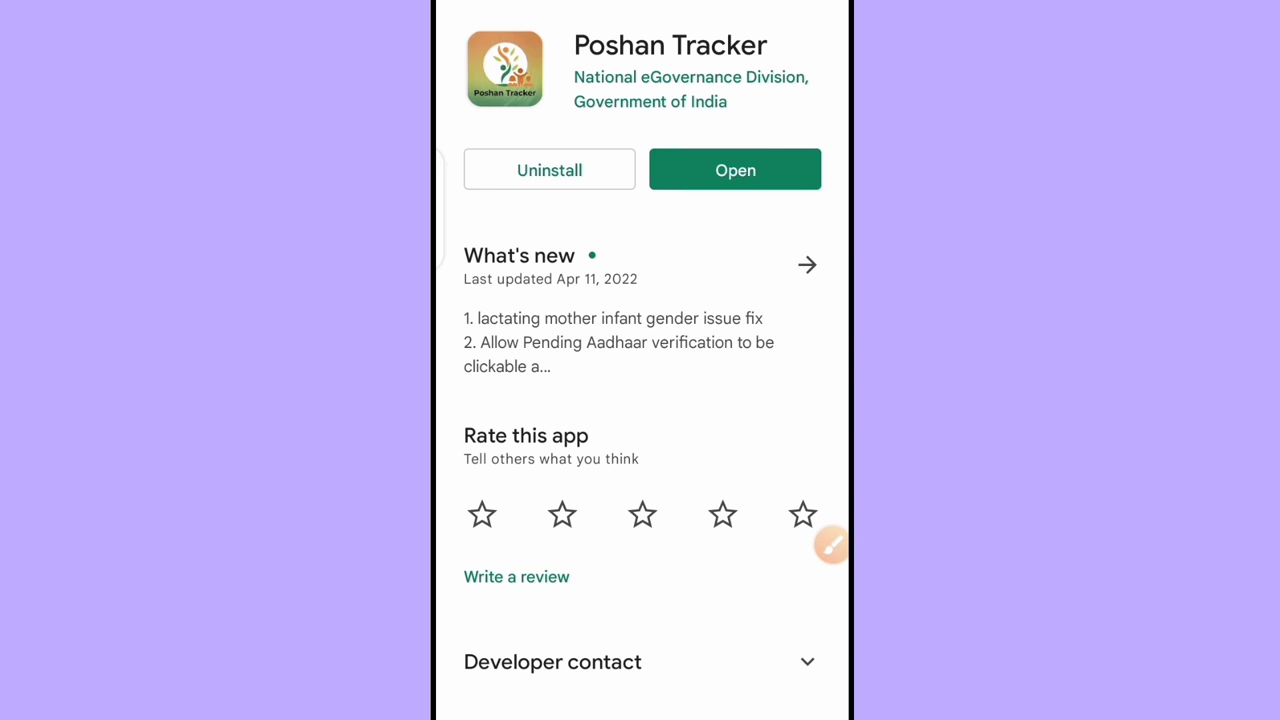 Poshan Tracker
Poshan Tracker
National eGovernance Division,
Government of India
Uninstall
Open
What's new
Last updated Apr 11, 2022
1. lactating mother infant gender issue fix
2. Allow Pending Aadhaar verification to be
clickable a...
Rate this app
Tell others what you think
Write a review
Developer contact